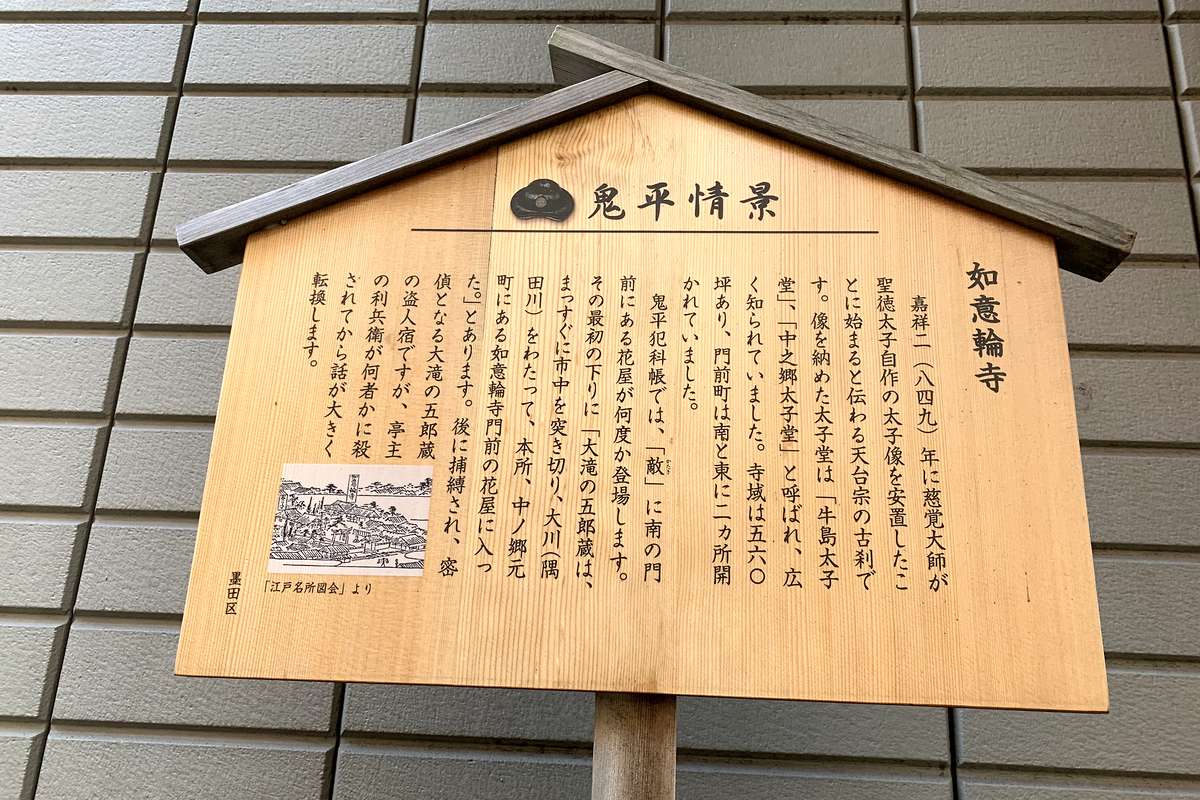 鬼平情景
如意輪寺
嘉祥二（八四九）年に慈覚大師が
聖徳太子自作の太子像を安置したこ
とに始まると伝わる天台宗の古刹で
す。像を納めた太子堂は「牛島太子
堂」、「中之郷太子堂」と呼ばれ、広
く知られていました。寺域は五六〇
坪あり、門前町は南と東に二カ所開
かれていました。
鬼平犯科帳では、「敵」に南の門
かたき
前にある花屋が何度か登場します。
その最初の下りに「大滝の五郎蔵は、
まっすぐに市中を突き切り、大川（隅
田川）をわたって、本所、中ノ郷元
町にある如意輪寺門前の花屋に入っ
た。」とあります。後に捕縛され、密
偵となる大滝の五郎蔵
の盗人宿ですが、亭主
の利兵衛が何者かに殺
されてから話が大きく
転換します。
「江戸名所図会」より
墨田区